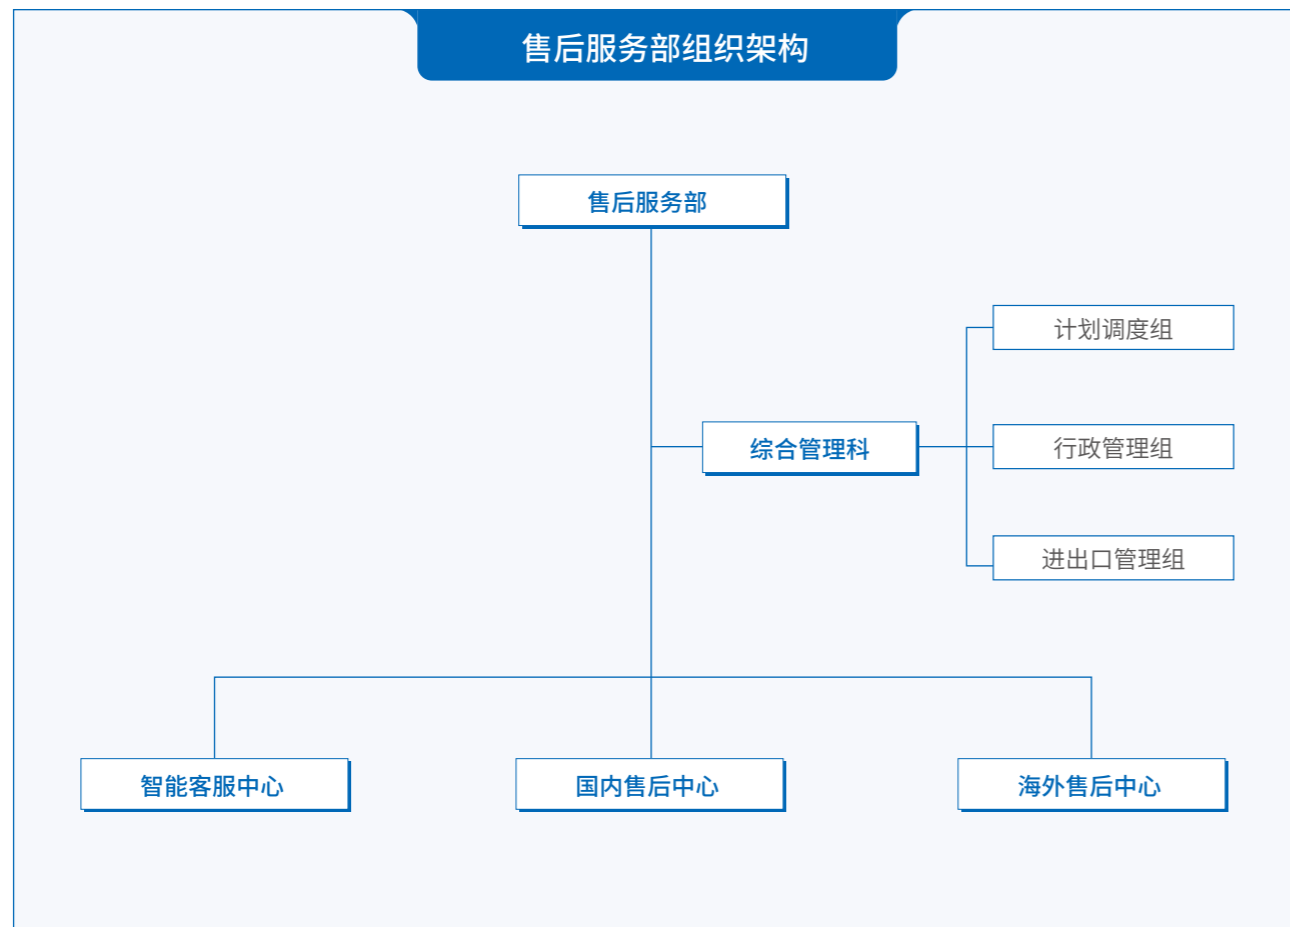 售后服务部组织架构
售后服务部
计划调度组
综合管理科
行政管理组
进出口管理组
智能客服中心
国内售后中心
海外售后中心